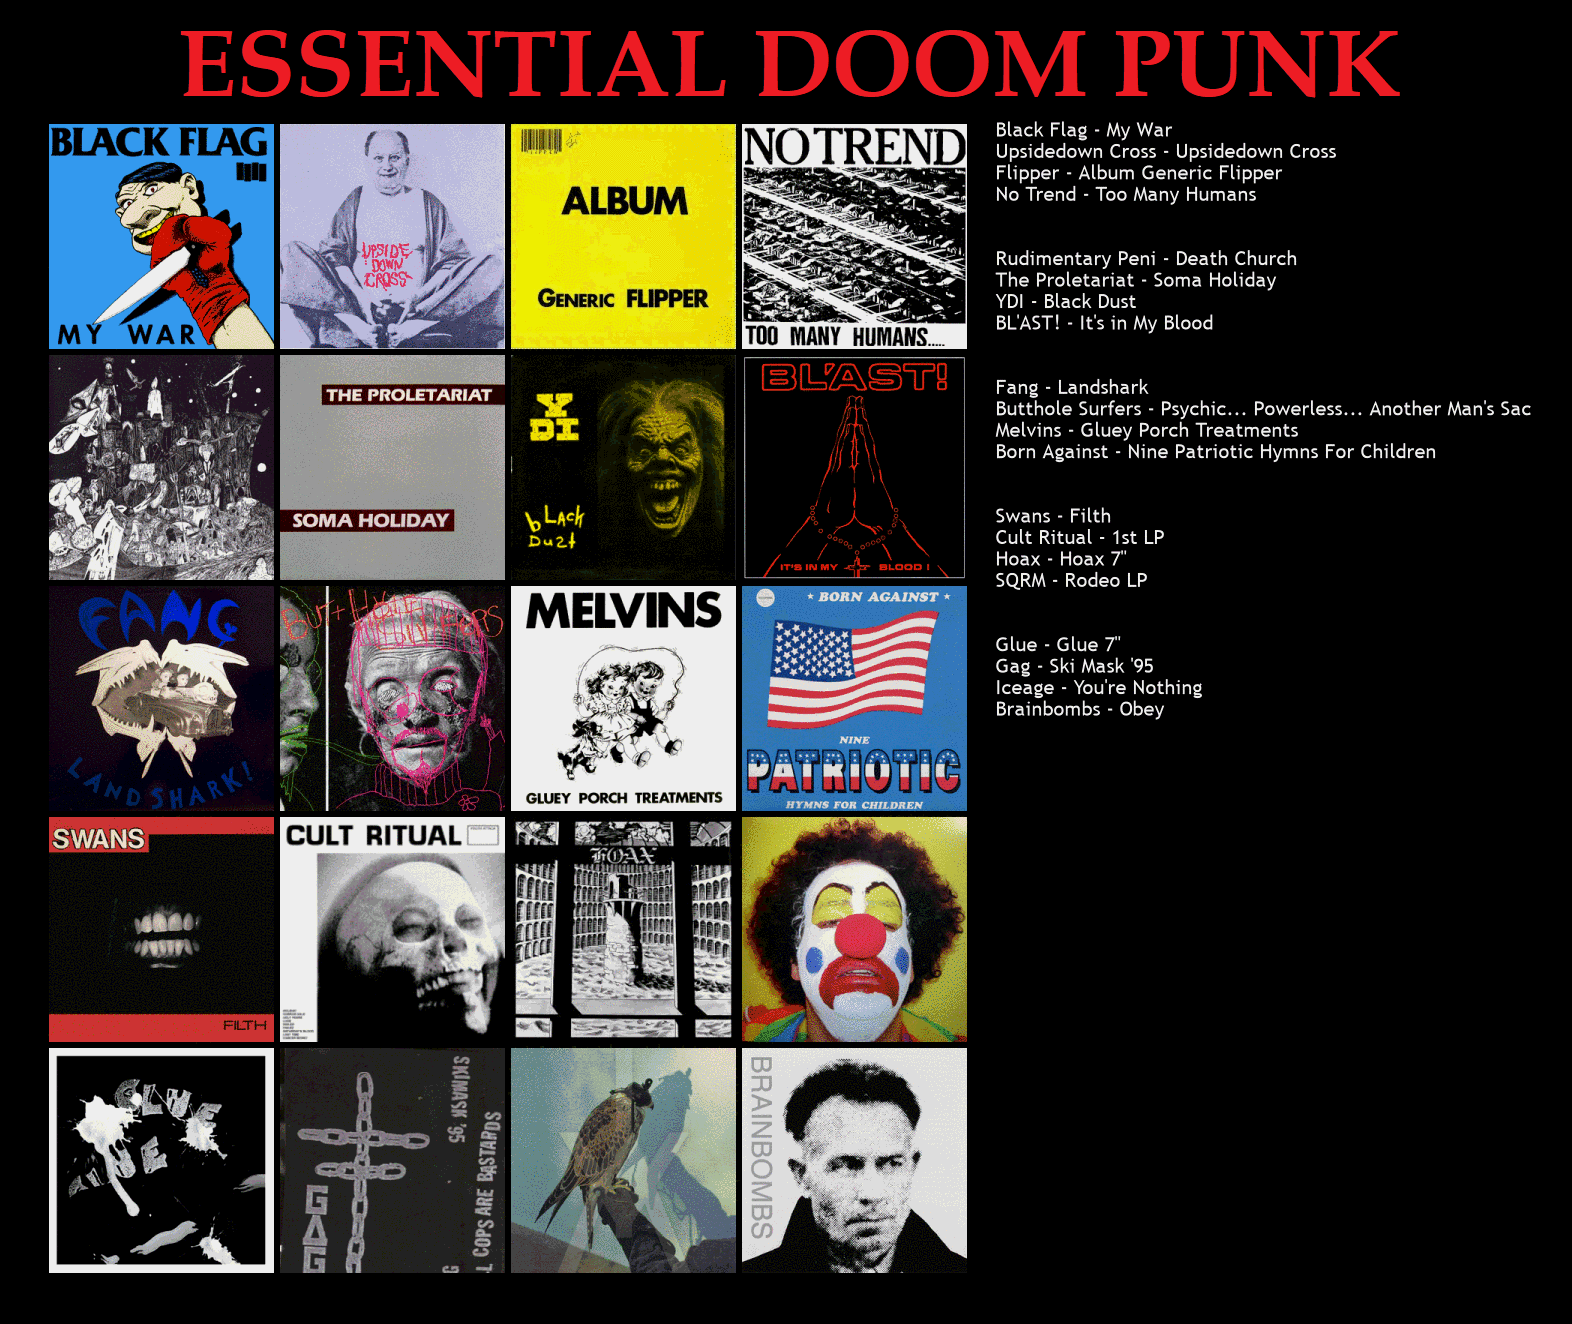 ESSENTIAL DOOM PUNK
BLACK FLAG
MY WAR
UPSIDE
DOWN
CROSS
ALBUM
GENERIC FLIPPER
NO TREND
TOO MANY HUMANS.....
Black Flag - My War
Upsidedown Cross - Upsidedown Cross
Flipper - Album Generic Flipper
No Trend - Too Many Humans
THE PROLETARIAT
SOMA HOLIDAY
YDI
bLAck
Dust
BL'AST!
IT'S IN MY BLOOD!
Rudimentary Peni - Death Church
The Proletariat - Soma Holiday
YDI - Black Dust
BL'AST! - It's in My Blood
FANG
LANDSHARK!
MELVINS
GLUEY PORCH TREATMENTS
BORN AGAINST
NINE
PATRIOTIC
HYMNS FOR CHILDREN
Fang - Landshark
Butthole Surfers - Psychic... Powerless... Another Man's Sac
Melvins - Gluey Porch Treatments
Born Against - Nine Patriotic Hymns For Children
SWANS
FILTH
CULT RITUAL
HOAX
Swans - Filth
Cult Ritual - 1st LP
Hoax - Hoax 7"
SQRM - Rodeo LP
GLUE
GAG
SKIMASK '95
L COPS ARE BASTARDS
BRAINBOMBS
Glue - Glue 7"
Gag - Ski Mask '95
Iceage - You're Nothing
Brainbombs - Obey